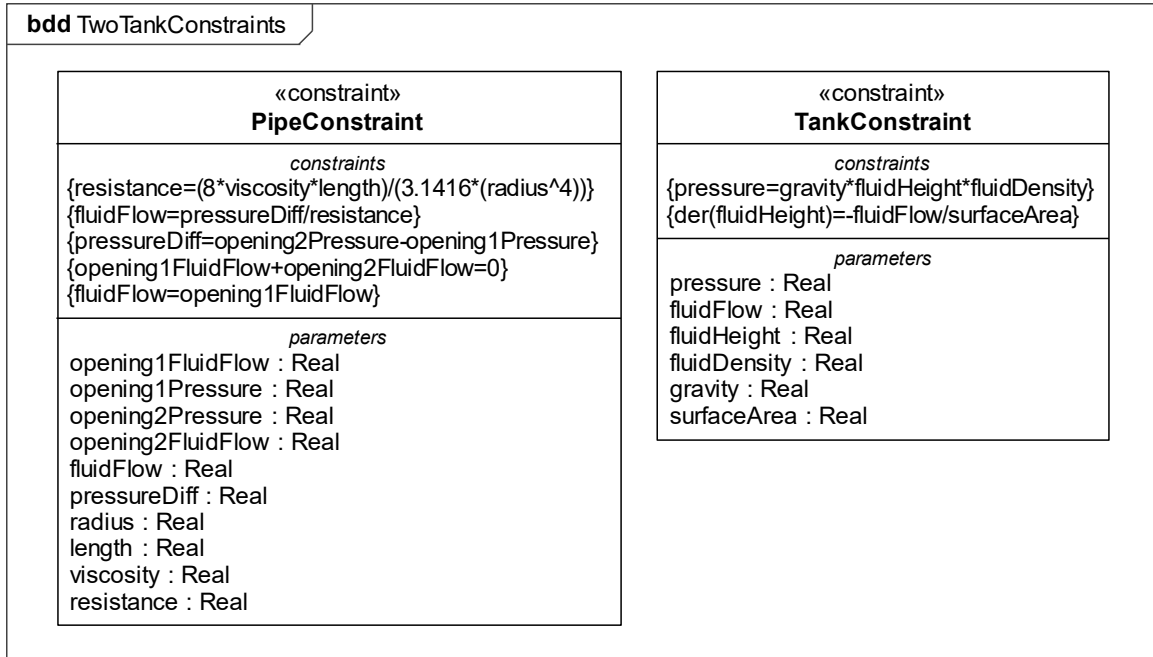 bdd TwoTankConstraints
«constraint»
PipeConstraint
constraints
{resistance=(8*viscosity*length)/(3.1416*(radius^4))}
{fluidFlow=pressureDiff/resistance}
{pressureDiff=opening2Pressure-opening1Pressure}
{opening1FluidFlow+opening2FluidFlow=0}
{fluidFlow=opening1FluidFlow}
parameters
opening1FluidFlow : Real
opening1Pressure : Real
opening2Pressure : Real
opening2FluidFlow : Real
fluidFlow : Real
pressureDiff : Real
radius : Real
length : Real
viscosity : Real
resistance : Real
«constraint»
TankConstraint
constraints
{pressure=gravity*fluidHeight*fluidDensity}
{der(fluidHeight)=-fluidFlow/surfaceArea}
parameters
pressure : Real
fluidFlow : Real
fluidHeight : Real
fluidDensity : Real
gravity : Real
surfaceArea : Real